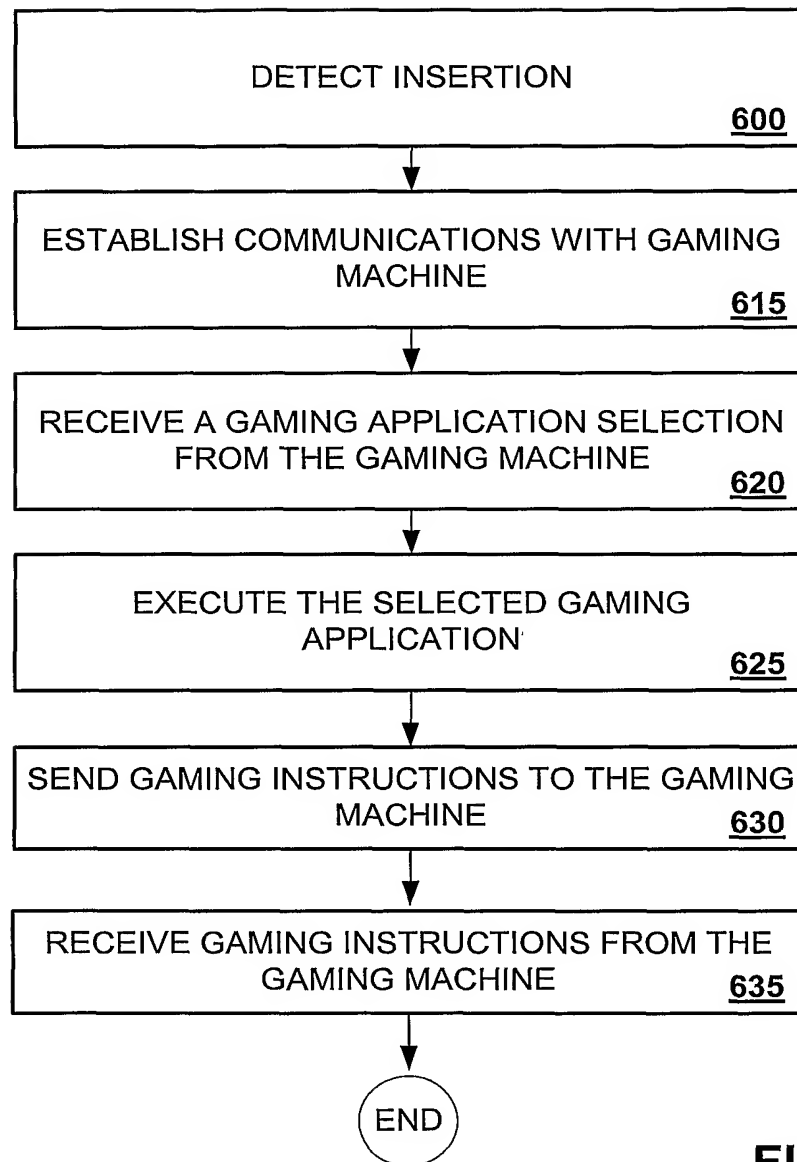 DETECT INSERTION
600
ESTABLISH COMMUNICATIONS WITH GAMING
MACHINE
615
RECEIVE A GAMING APPLICATION SELECTION
FROM THE GAMING MACHINE
620
EXECUTE THE SELECTED GAMING
APPLICATION
625
SEND GAMING INSTRUCTIONS TO THE GAMING
MACHINE
630
RECEIVE GAMING INSTRUCTIONS FROM THE
GAMING MACHINE
635
END